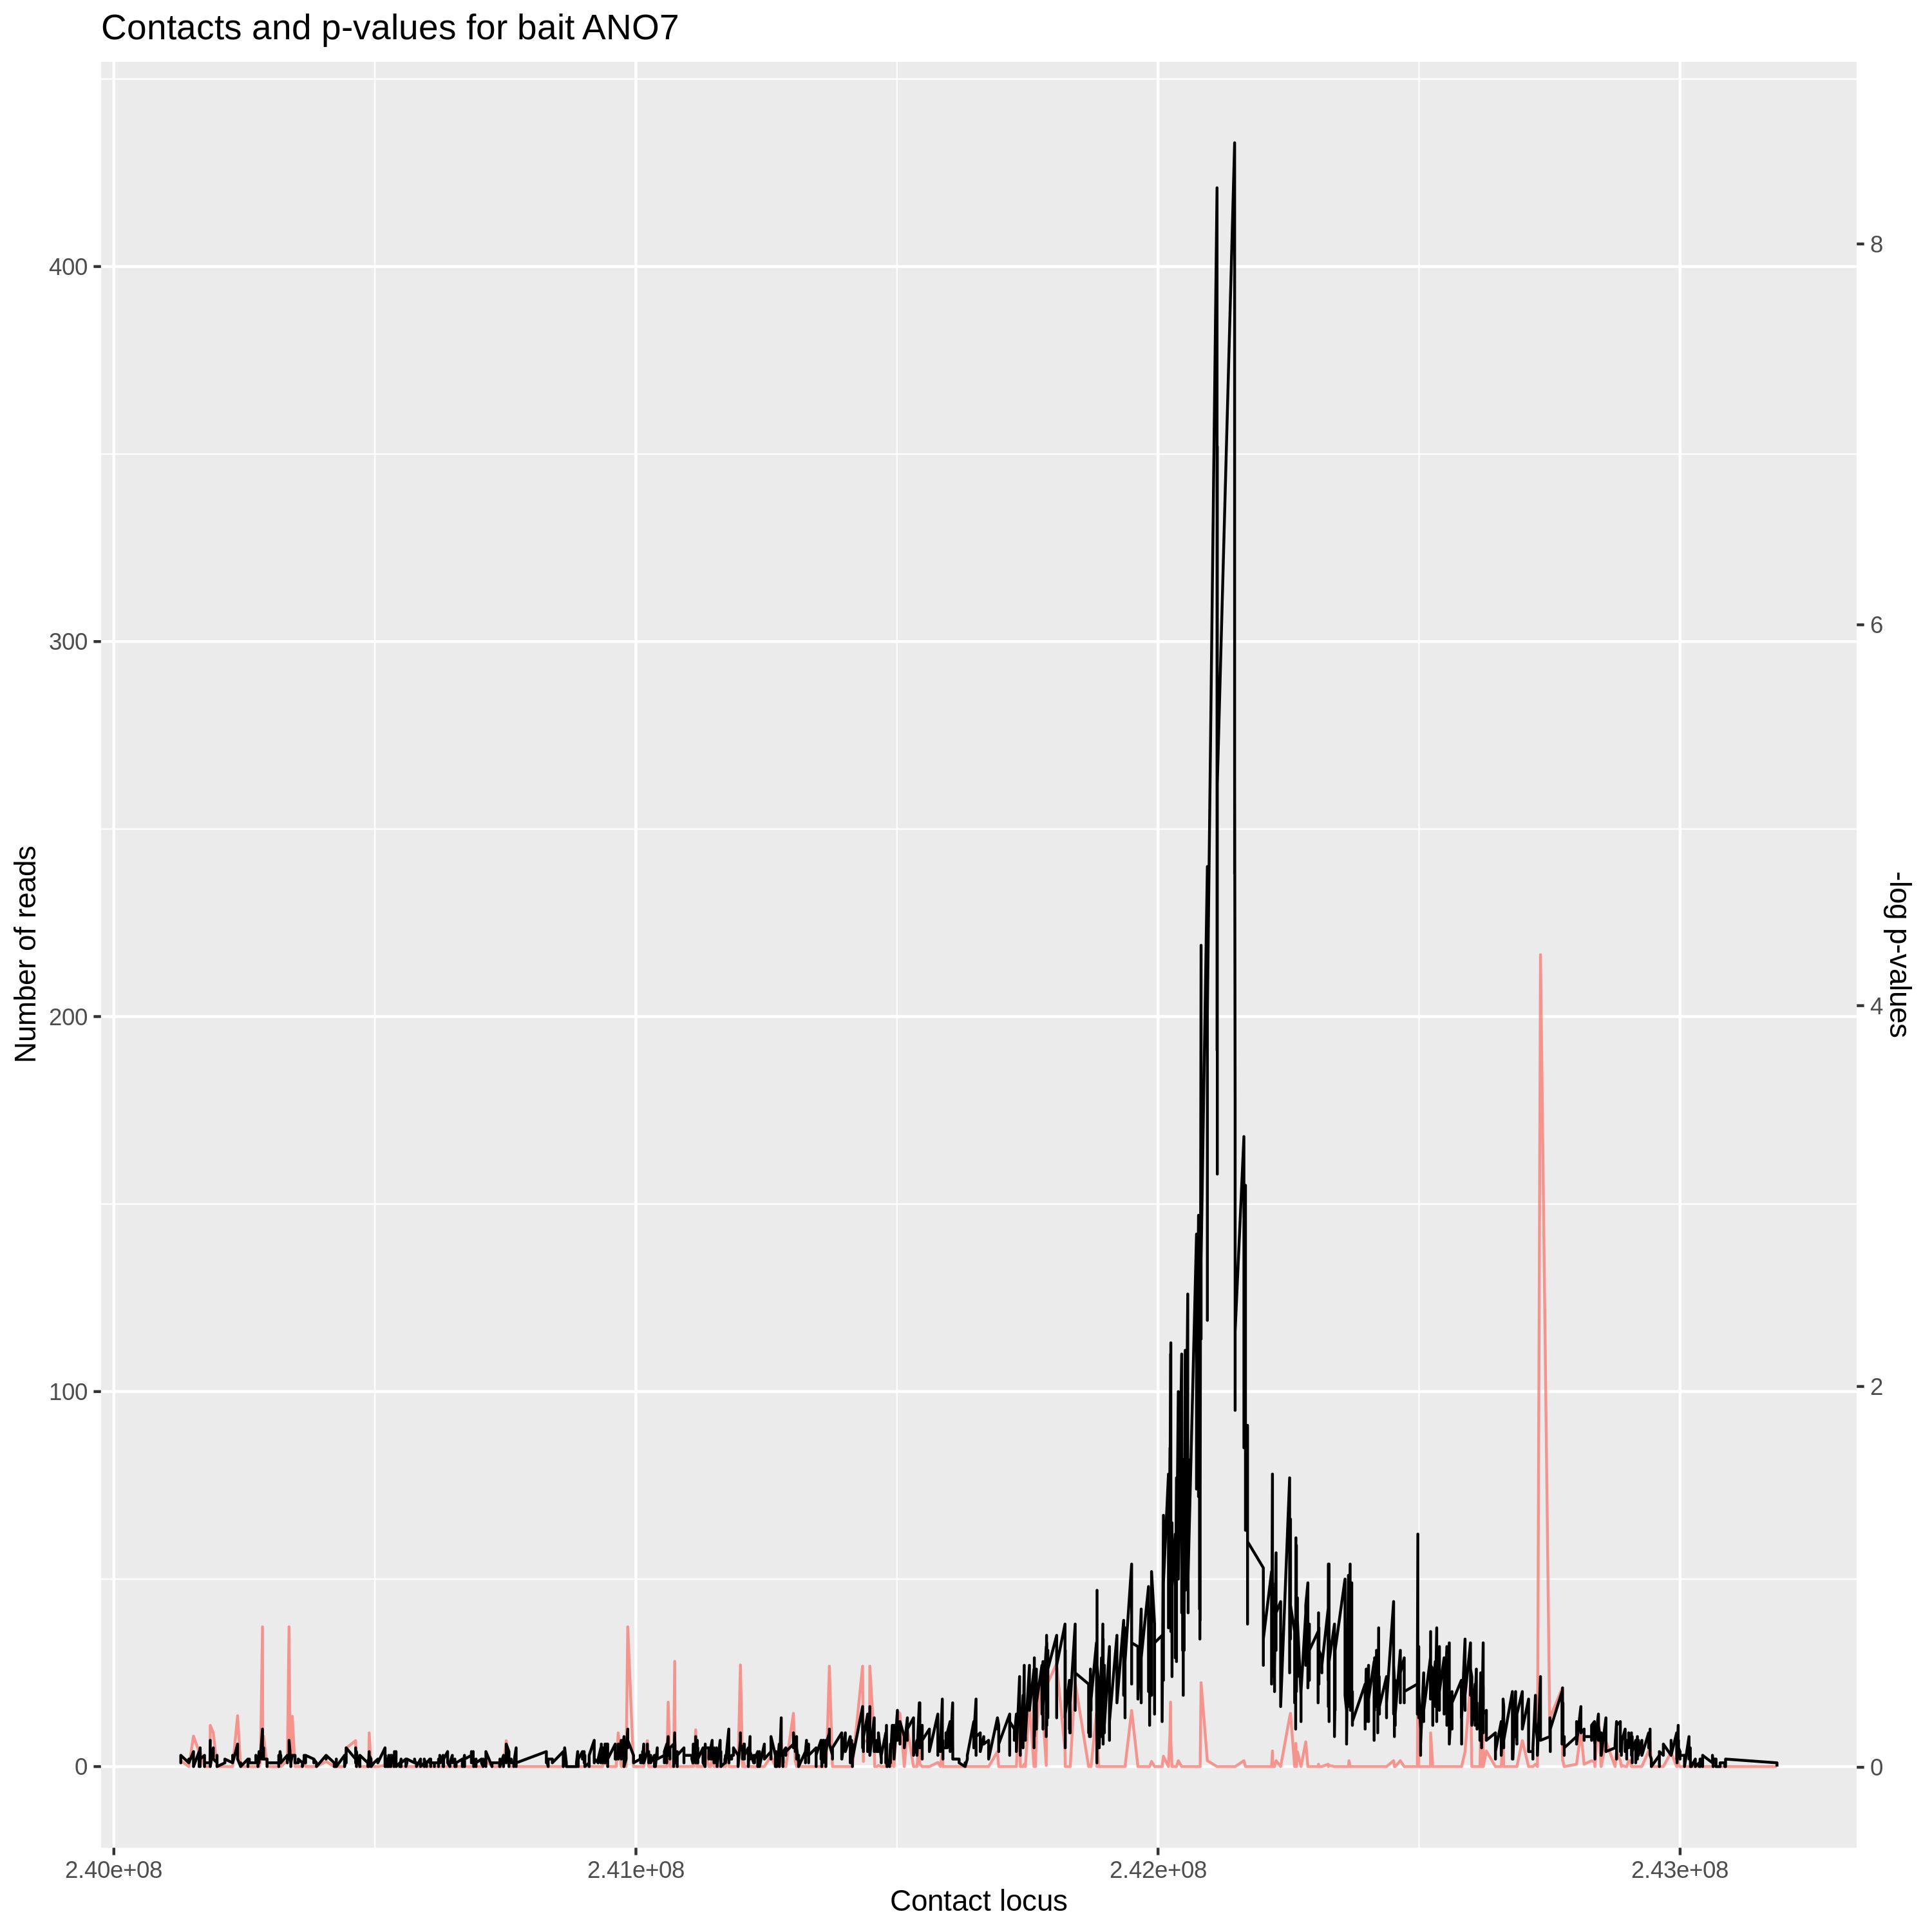 Contacts and p-values for bait ANO7
Number of reads
400
300
200
100
0
8
6
4
2
0
-log p-values
2.40e+08
2.41e+08
2.42e+08
2.43e+08
Contact locus